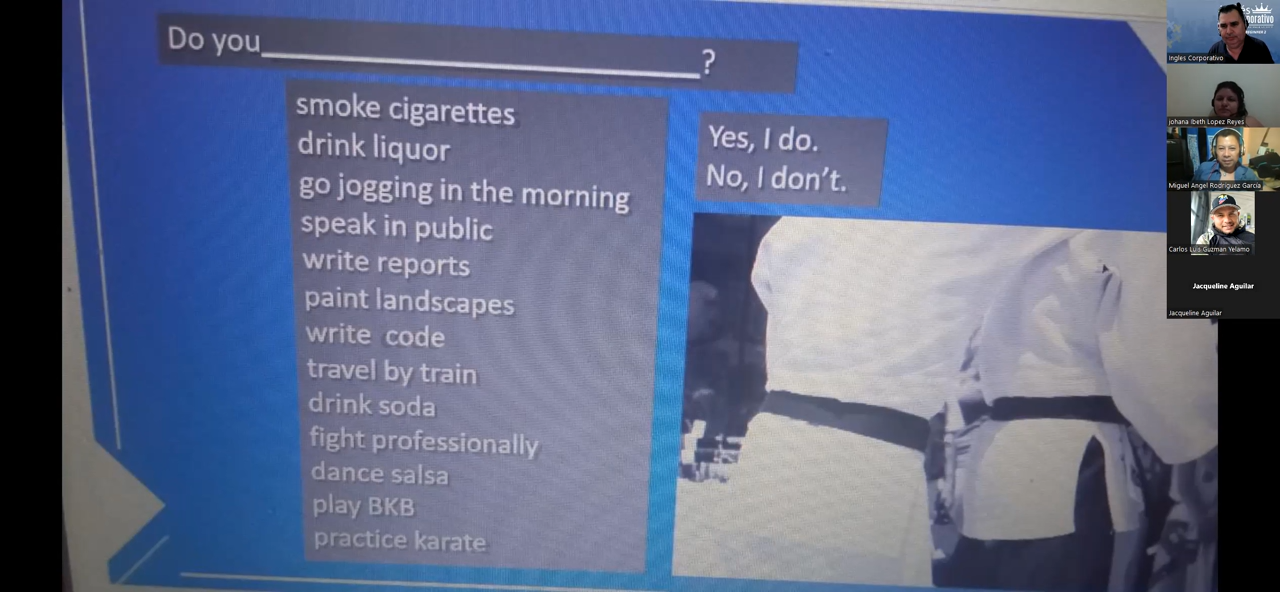 Do you______________________________?
smoke cigarettes
drink liquor
go jogging in the morning
speak in public
write reports
paint landscapes
write code
travel by train
drink soda
fight professionally
dance salsa
play BKB
practice karate
Yes, I do.
No, I don't.
Ingles Corporativo
johana lbeth Lopez Reyes
Miguel Angel Rodriguez Garcia
Carlos Luis Guzman Yelamo
Jacqueline Aguilar
Jacqueline Aguilar